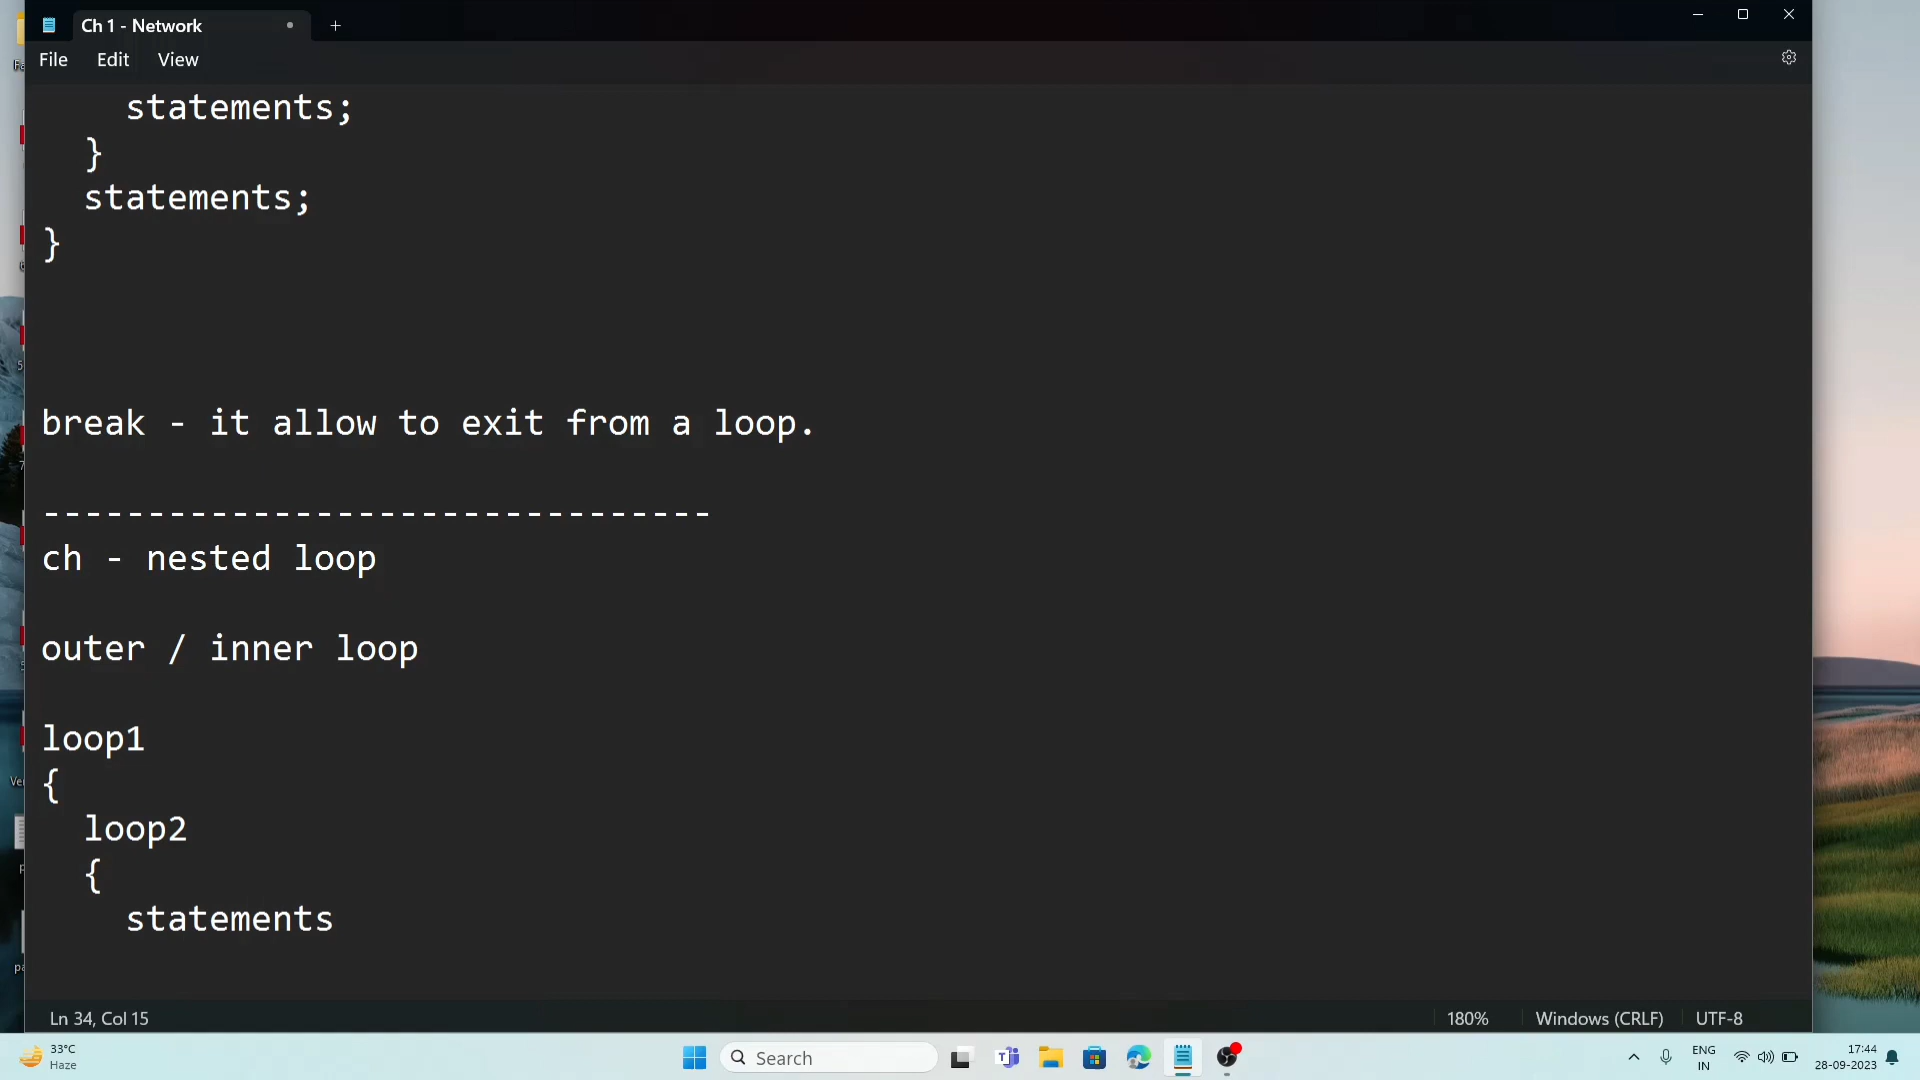 Ch 1 - Network
File Edit View
statements;
}
statements;
}
break - it allow to exit from a loop.
--------------------------------
ch - nested loop
outer / inner loop
loop1
{
loop2
{
statements
Ln 34, Col 15
180%
Windows (CRLF)
UTF-8
33°C
Haze
Search
ENG
IN
17:44
28-09-2023